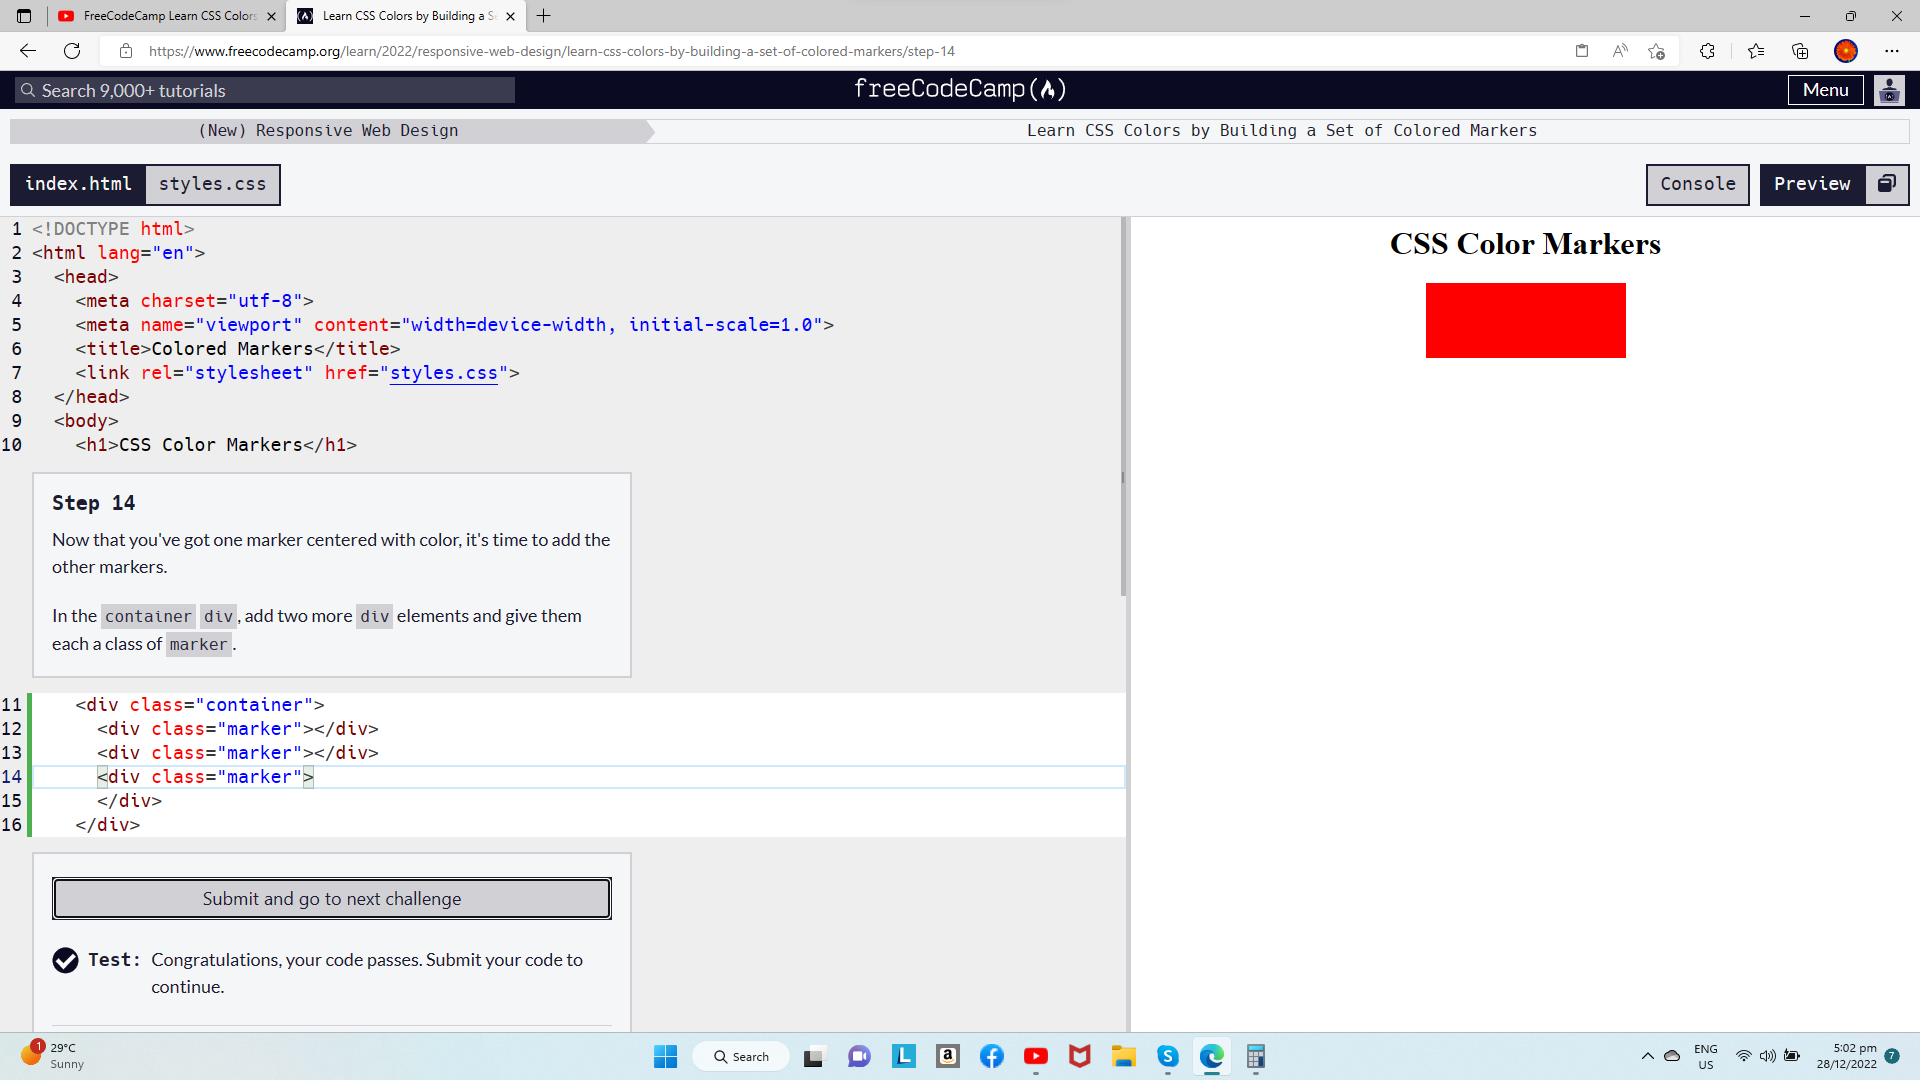 FreeCodeCamp Learn CSS Colors
Learn CSS Colors by Building a Se
https://www.freecodecamp.org/learn/2022/responsive-web-design/learn-css-colors-by-building-a-set-of-colored-markers/step-14
Search 9,000+ tutorials
freeCodeCamp
Menu
(New) Responsive Web Design
Learn CSS Colors by Building a Set of Colored Markers
index.html
styles.css
Console
Preview
1 <!DOCTYPE html>
2 <html lang="en">
3 <head>
4 <meta charset="utf-8">
5 <meta name="viewport" content="width=device-width, initial-scale=1.0">
6 <title>Colored Markers</title>
7 <link rel="stylesheet" href="styles.css">
8 </head>
9 <body>
10 <h1>CSS Color Markers</h1>
CSS Color Markers
Step 14
Now that you've got one marker centered with color, it's time to add the
other markers.
In the container div, add two more div elements and give them
each a class of marker.
11 <div class="container">
12 <div class="marker"></div>
13 <div class="marker"></div>
14 <div class="marker">
15 </div>
16 </div>
Submit and go to next challenge
Test: Congratulations, your code passes. Submit your code to
continue.
1
29°C
Sunny
Search
L
a
S
ENG
US
5:02 pm
28/12/2022
7